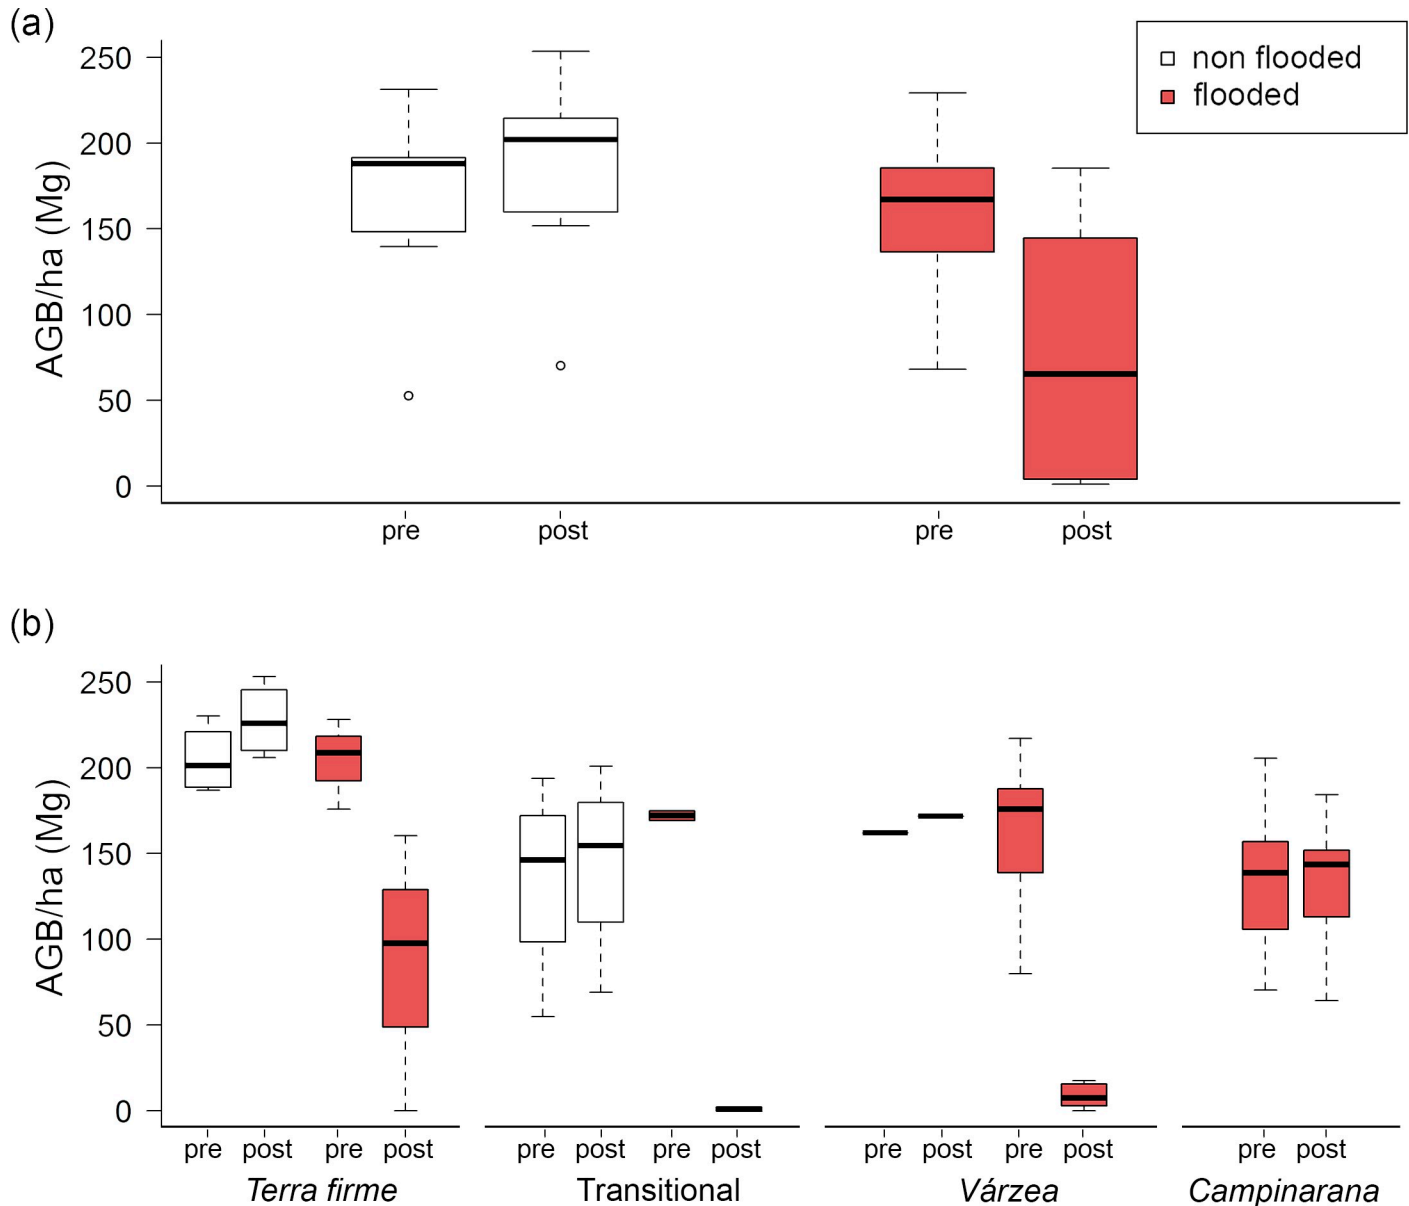 (a)
non flooded
flooded
AGB/ha (Mg)
250
200
150
100
50
0
pre post pre post
(b)
AGB/ha (Mg)
250
200
150
100
50
0
pre post pre post pre post pre post pre post pre post pre post
Terra firme Transitional Várzea Campinarana